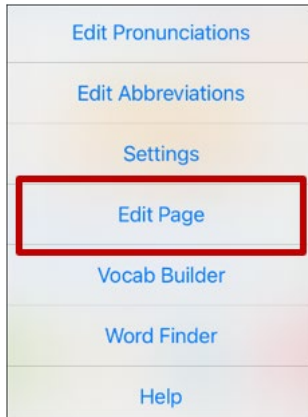 Edit Pronunciations
Edit Abbreviations
Settings
Edit Page
Vocab Builder
Word Finder
Help